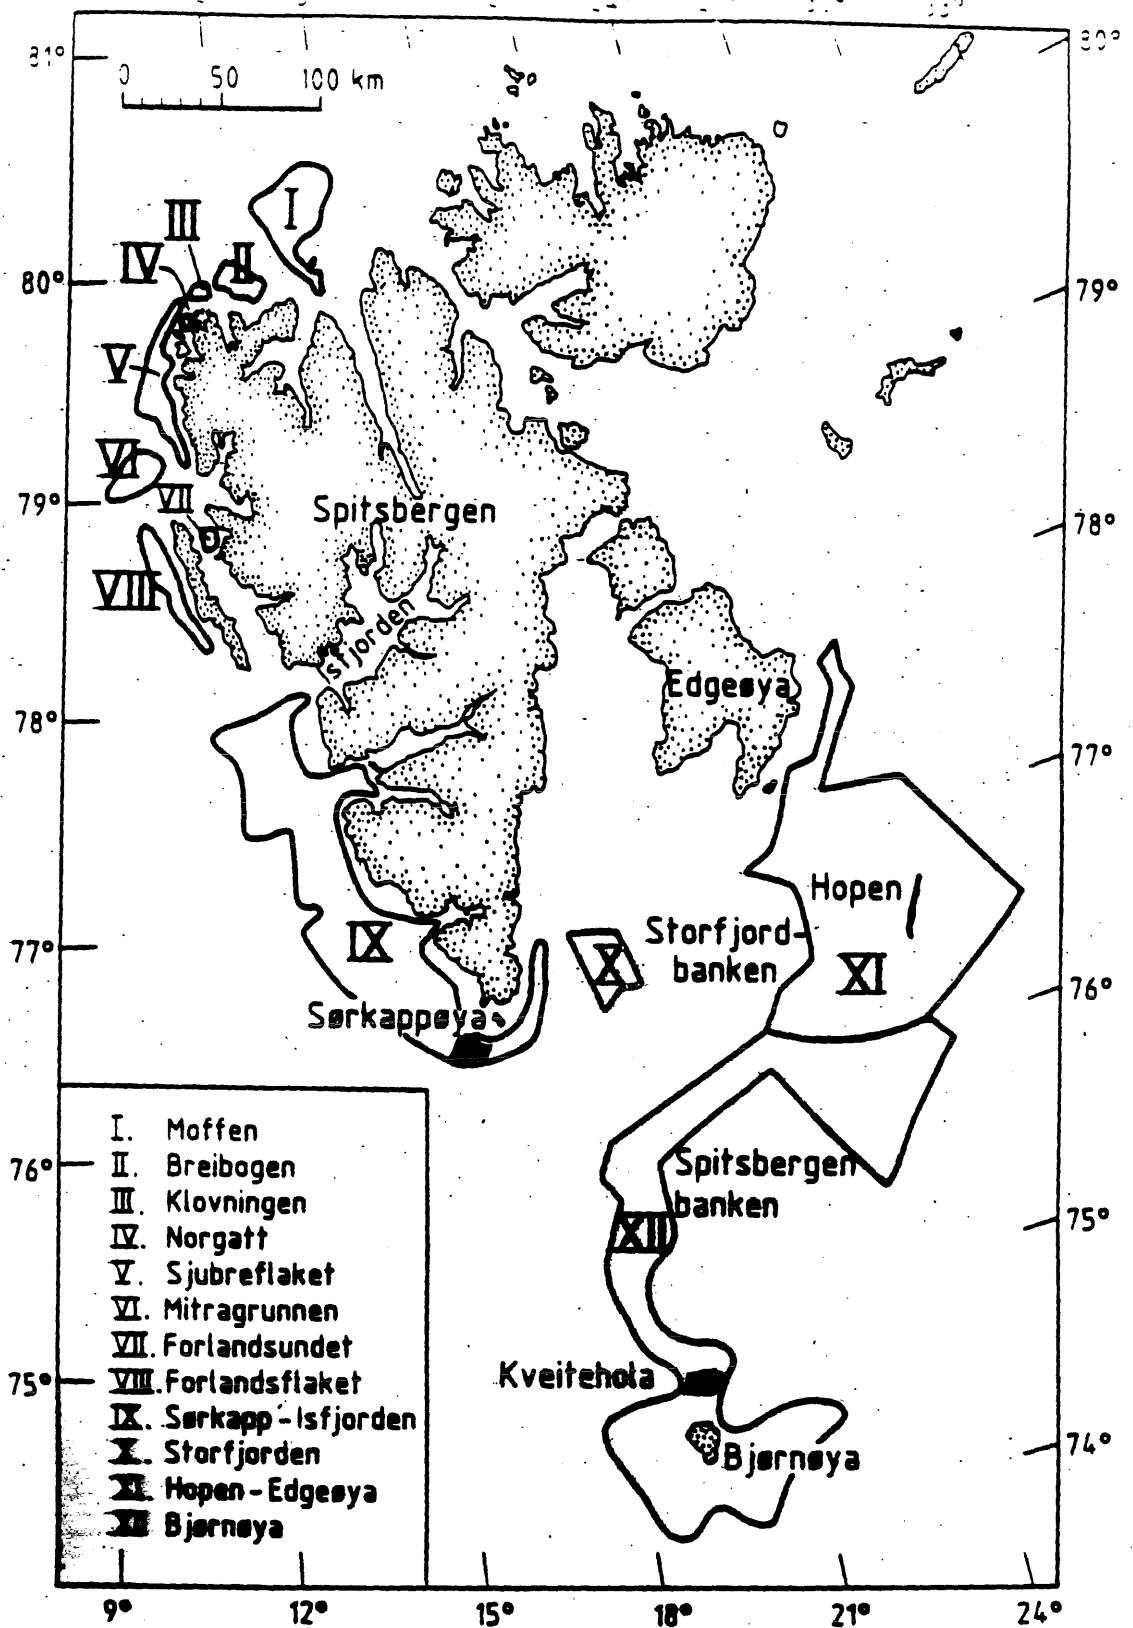 81°
80°
0 50 100 km
I
III
IV
II
80°
79°
V
VI
VII
79°
78°
Spitsbergen
VIII
Isfjorden
Edgeøya
78°
77°
Hopen
IX
X
Storfjord-
banken
XI
77°
76°
Sørkappøya
Spitsbergen
banken
76°
75°
XII
Kveitehola
75°
74°
Bjørnøya
I. Moffen
II. Breibogen
III. Klovningen
IV. Norgatt
V. Sjubreflaket
VI. Mitragrunnen
VII. Forlandsundet
VIII. Forlandsflaket
IX. Sørkapp-Isfjorden
X. Storfjorden
XI. Hopen-Edgeøya
XII Bjørnøya
9° 12° 15° 18° 21° 24°